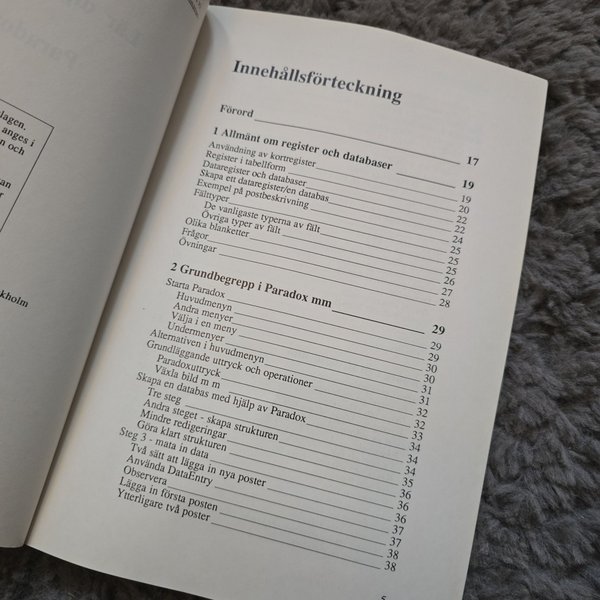 Paradox
lagen.
anges i
n och
an
r
ckholm
Innehållsförteckning
Förord 17
1 Allmänt om register och databaser 19
Användning av kortregister 19
Register i tabellform 20
Dataregister och databaser 22
Skapa ett dataregister/en databas 22
Exempel på postbeskrivning 24
Fälttyper 25
De vanligaste typerna av fält 25
Övriga typer av fält 25
Olika blanketter 26
Frågor 27
Övningar 28
2 Grundbegrepp i Paradox mm 29
Starta Paradox 29
Huvudmenyn 29
Andra menyer 30
Välja i en meny 30
Undermenyer 31
Alternativen i huvudmenyn 31
Grundläggande uttryck och operationer 32
Paradoxuttryck 32
Växla bild m m 33
Skapa en databas med hjälp av Paradox 34
Tre steg 34
Andra steget - skapa strukturen 34
Mindre redigeringar 35
Göra klart strukturen 36
Steg 3 - mata in data 36
Två sätt att lägga in nya poster 36
Använda DataEntry 37
Observera 37
Lägga in första posten 38
Ytterligare två poster 38